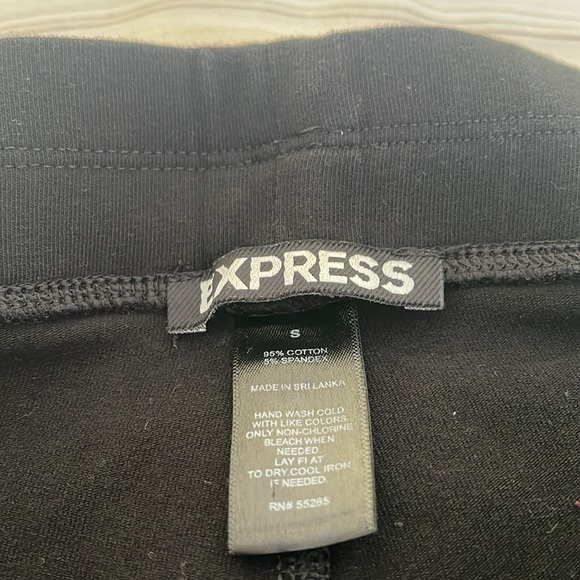 EXPRESS
S
95% COTTON
5% SPANDEX
MADE IN SRI LANKA
HAND WASH COLD
WITH LIKE COLORS.
ONLY NON-CHLORINE
BLEACH WHEN
NEEDED.
LAY FLAT
TO DRY.COOL IRON
IF NEEDED.
RN# 55285